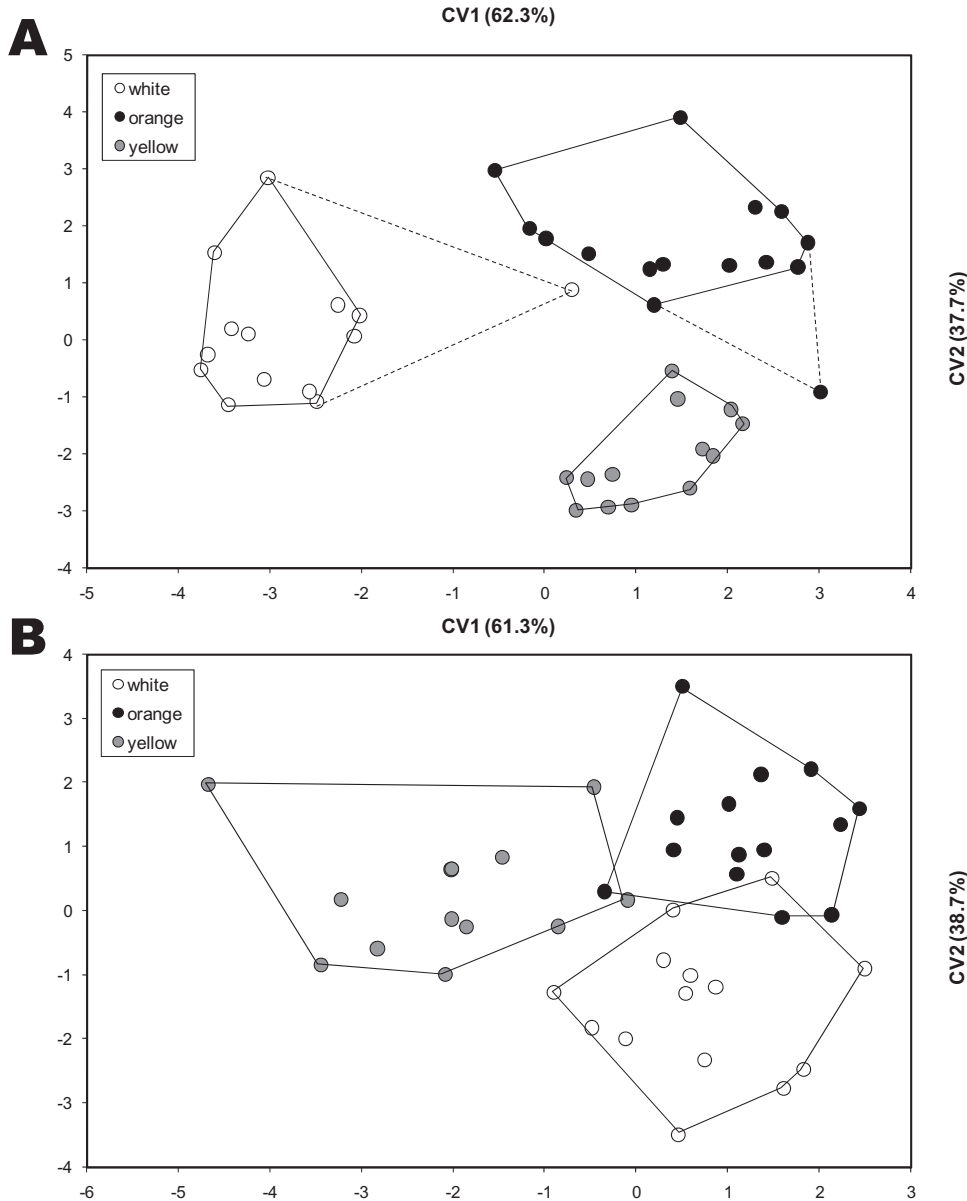 CV1 (62.3%)
A
5
4
3
2
1
0
-1
-2
-3
-4
white
orange
yellow
CV2 (37.7%)
-5 -4 -3 -2 -1 0 1 2 3 4
CV1 (61.3%)
B
4
3
2
1
0
-1
-2
-3
-4
white
orange
yellow
CV2 (38.7%)
-6 -5 -4 -3 -2 -1 0 1 2 3